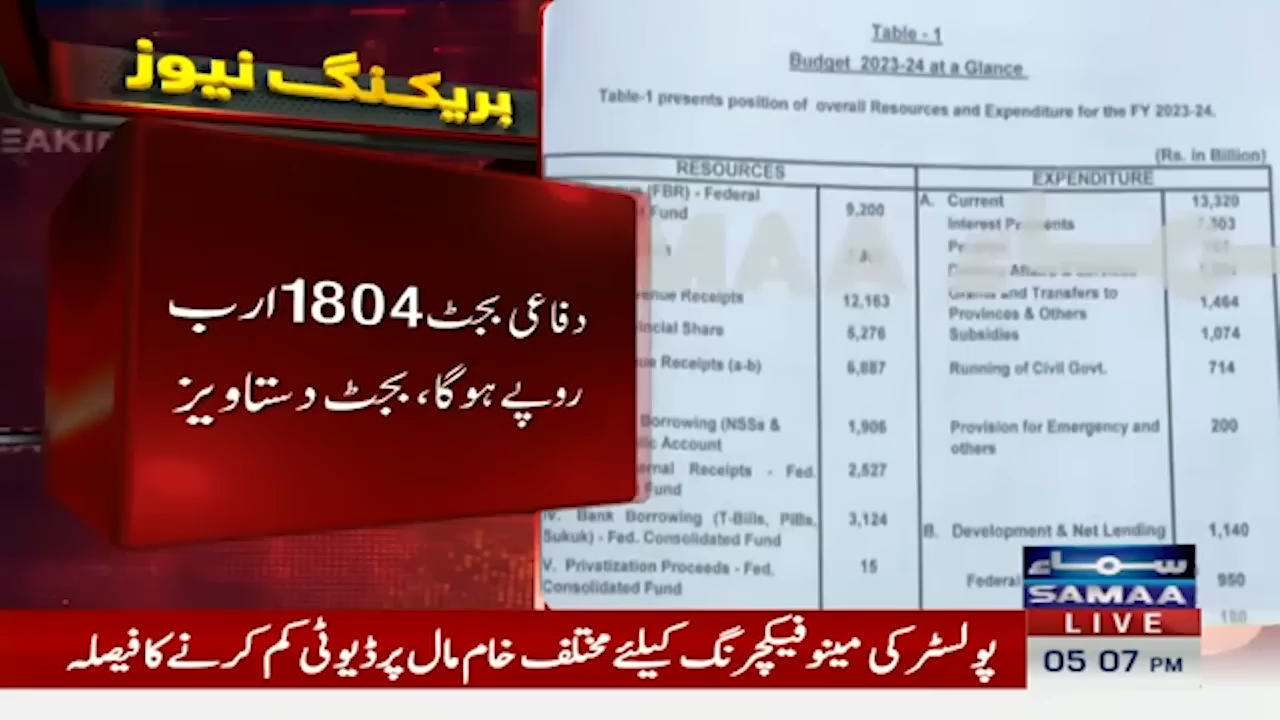 بریکنگ نیوز
دفاعی بجٹ 1804 ارب
روپے ہوگا، بجٹ دستاویز
Table - 1
Budget 2023-24 at a Glance
Table-1 presents position of overall Resources and Expenditure for the FY 2023-24.
(Rs. in Billion)
RESOURCES
(FBR) - Federal
Fund 9,200
Receipts 12,163
Share 5,276
Receipts (a-b) 6,887
Borrowing (NSSs &
Account 1,906
Receipts - Fed. 2,527
Fund
IV. Bank Borrowing (T-Bills, PIBs, 3,124
Sukuk) - Fed. Consolidated Fund
V. Privatization Proceeds - Fed. 15
Consolidated Fund
EXPENDITURE
A. Current 13,320
Interest
Grants and Transfers to 1,464
Provinces & Others
Subsidies 1,074
Running of Civil Govt. 714
Provision for Emergency and 200
others
B. Development & Net Lending 1,140
Federal 950
سماء
SAMAA
LIVE
05 07 PM
پولسٹر کی مینوفیکچرنگ کیلئے مختلف خام مال پر ڈیوٹی کم کرنے کا فیصلہ